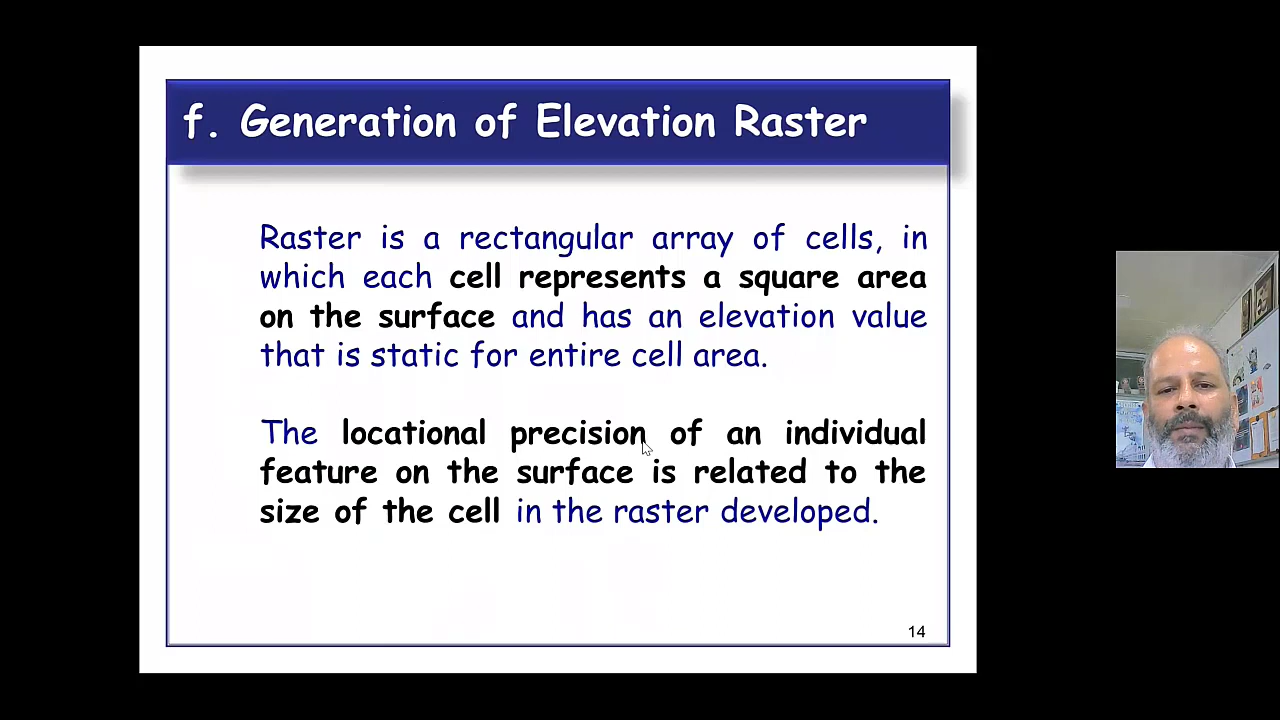 f. Generation of Elevation Raster
Raster is a rectangular array of cells, in
which each cell represents a square area
on the surface and has an elevation value
that is static for entire cell area.
The locational precision of an individual
feature on the surface is related to the
size of the cell in the raster developed.
14